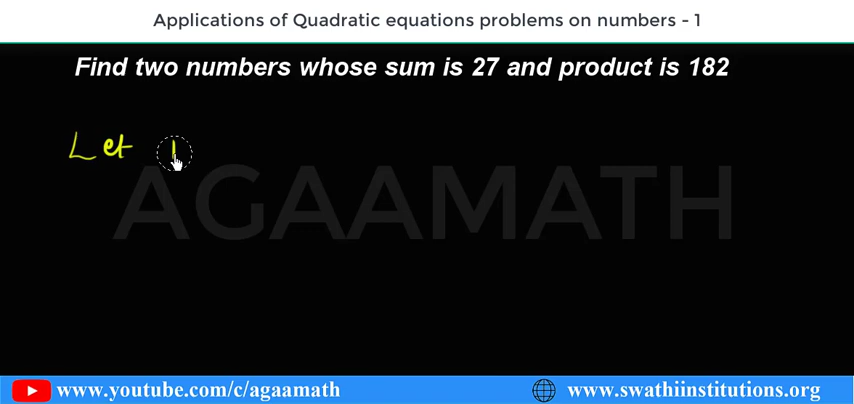 Applications of Quadratic equations problems on numbers - 1
Find two numbers whose sum is 27 and product is 182
Let 1
AGAAMATH
www.youtube.com/c/agaamath www.swathiinstitutions.org